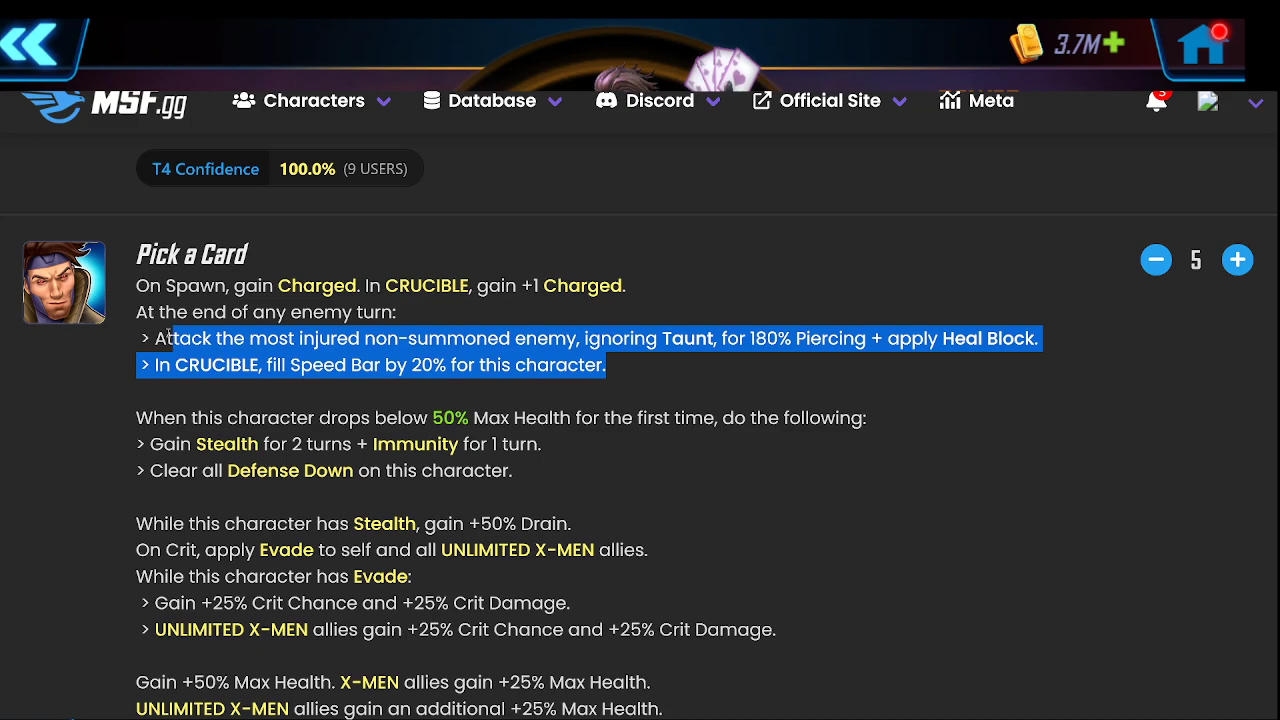 3.7M
MSF.gg Characters Database Discord Official Site Meta
T4 Confidence 100.0% (9 USERS)
Pick a Card
5
On Spawn, gain Charged. In CRUCIBLE, gain +1 Charged.
At the end of any enemy turn:
> Attack the most injured non-summoned enemy, ignoring Taunt, for 180% Piercing + apply Heal Block.
> In CRUCIBLE, fill Speed Bar by 20% for this character.
When this character drops below 50% Max Health for the first time, do the following:
> Gain Stealth for 2 turns + Immunity for 1 turn.
> Clear all Defense Down on this character.
While this character has Stealth, gain +50% Drain.
On Crit, apply Evade to self and all UNLIMITED X-MEN allies.
While this character has Evade:
> Gain +25% Crit Chance and +25% Crit Damage.
> UNLIMITED X-MEN allies gain +25% Crit Chance and +25% Crit Damage.
Gain +50% Max Health. X-MEN allies gain +25% Max Health.
UNLIMITED X-MEN allies gain an additional +25% Max Health.